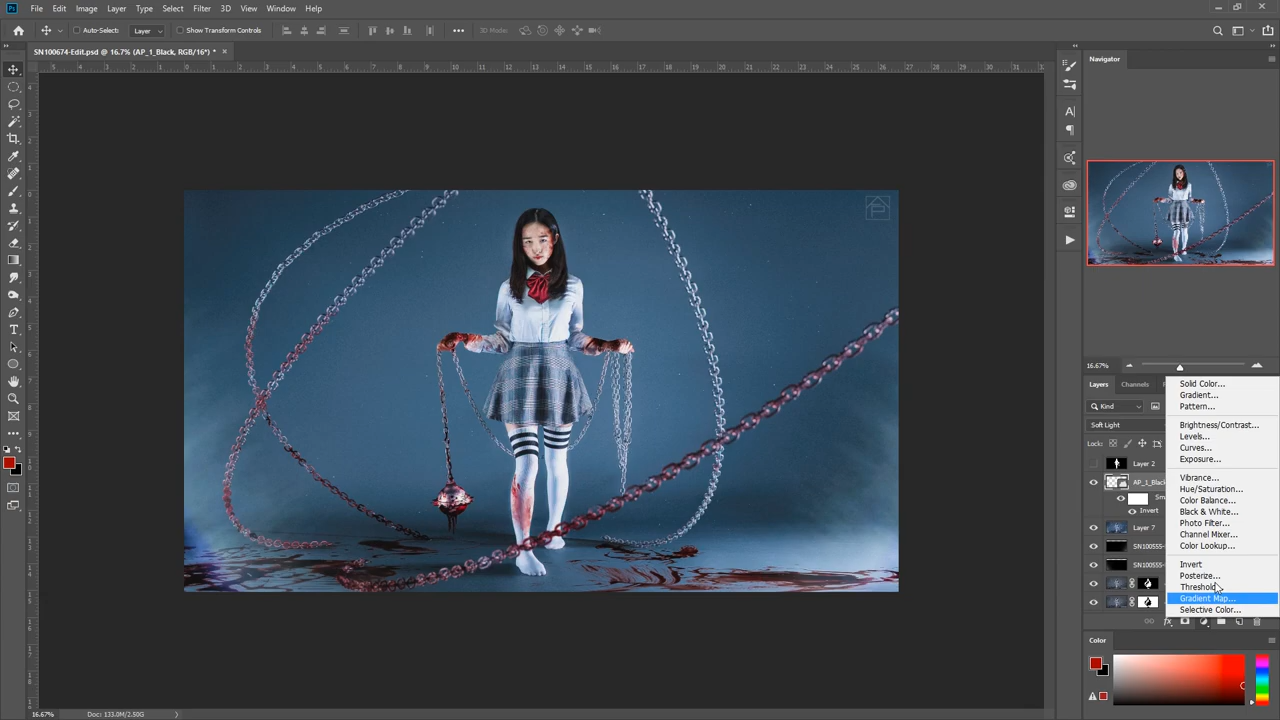 Ps File Edit Image Layer Type Select Filter 3D View Window Help
Auto-Select: Layer Show Transform Controls 3D Mode:
SN100674-Edit.psd @ 16.7% (AP_1_Black, RGB/16*) *
Navigator
16.67%
Layers Channels
Kind
Soft Light
Lock:
Layer 2
AP_1_Black
Invert
Layer 7
SN100555-
SN100555-
Solid Color...
Gradient...
Pattern...
Brightness/Contrast...
Levels...
Curves...
Exposure...
Vibrance...
Hue/Saturation...
Color Balance...
Black & White...
Photo Filter...
Channel Mixer...
Color Lookup...
Invert
Posterize...
Threshold
Gradient Map...
Selective Color...
Color
16.67% Doc: 133.0M/2.50G